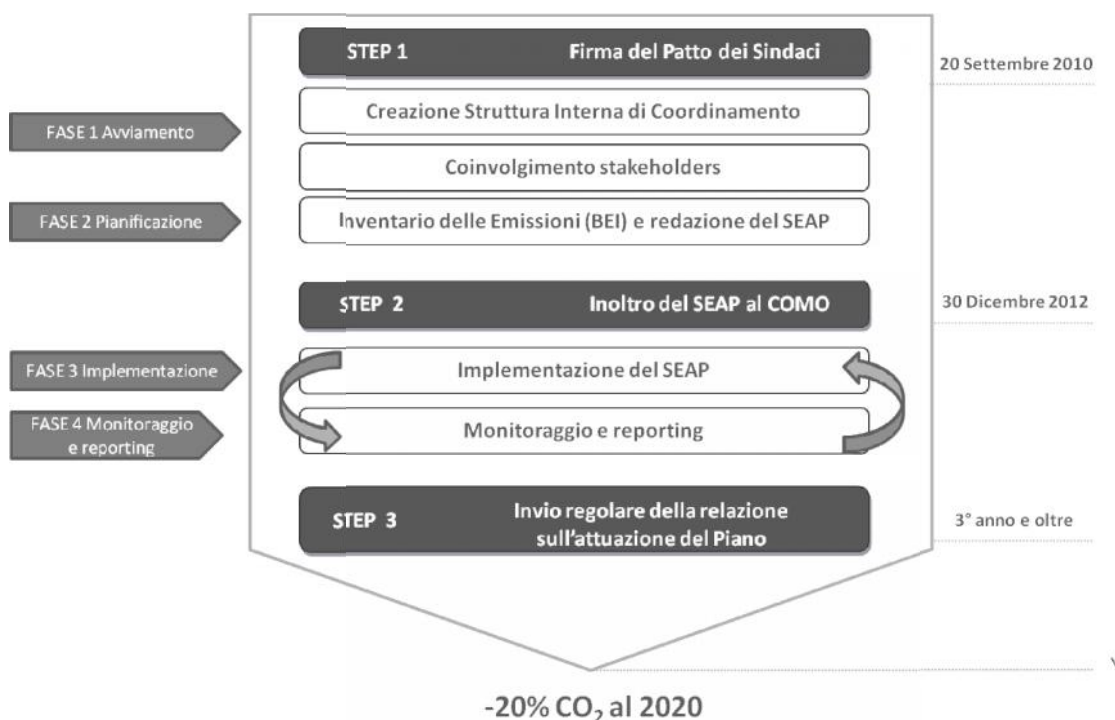 STEP 1 Firma del Patto dei Sindaci
20 Settembre 2010
Creazione Struttura Interna di Coordinamento
FASE 1 Avviamento
Coinvolgimento stakeholders
FASE 2 Pianificazione
Inventario delle Emissioni (BEI) e redazione del SEAP
STEP 2 Inoltro del SEAP al COMO
30 Dicembre 2012
FASE 3 Implementazione
Implementazione del SEAP
FASE 4 Monitoraggio
e reporting
Monitoraggio e reporting
STEP 3
Invio regolare della relazione
sull'attuazione del Piano
3° anno e oltre
-20% CO₂ al 2020